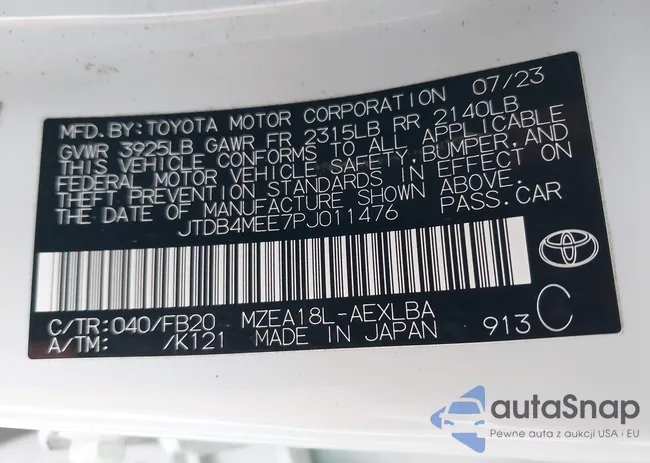 MFD.BY:TOYOTA MOTOR CORPORATION 07/23
GVWR 3925LB GAWR FR 2315LB RR 2140LB
THIS VEHICLE CONFORMS TO ALL APPLICABLE
FEDERAL MOTOR VEHICLE SAFETY, BUMPER, AND
THEFT PREVENTION STANDARDS IN EFFECT ON
THE DATE OF MANUFACTURE SHOWN ABOVE.
JTDB4MEE7PJ011476 PASS.CAR
C/TR:040/FB20 MZEA18L-AEXLBA
A/TM: /K121 MADE IN JAPAN 913 C
autaSnap
Pewne auta z aukcji USA i EU